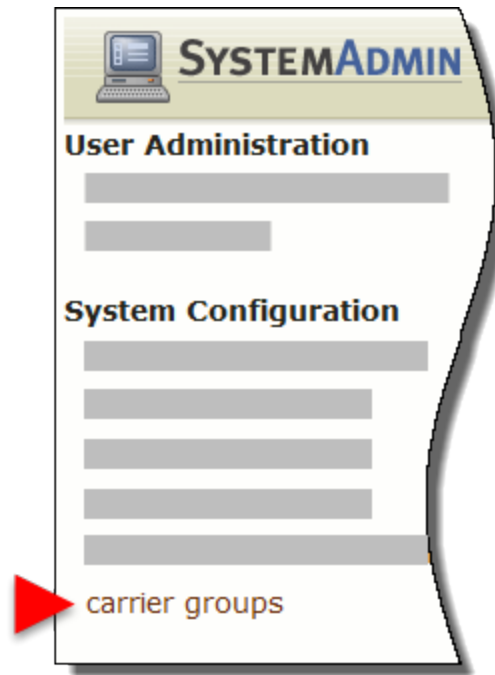 SYSTEMADMIN
User Administration
System Configuration
carrier groups